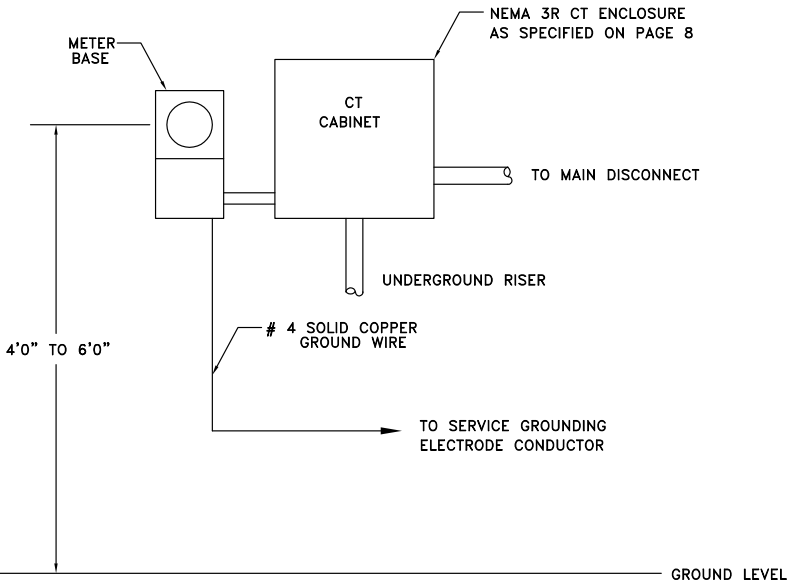 NEMA 3R CT ENCLOSURE
AS SPECIFIED ON PAGE 8
METER
BASE
CT
CABINET
TO MAIN DISCONNECT
UNDERGROUND RISER
# 4 SOLID COPPER
GROUND WIRE
4'0" TO 6'0"
TO SERVICE GROUNDING
ELECTRODE CONDUCTOR
GROUND LEVEL